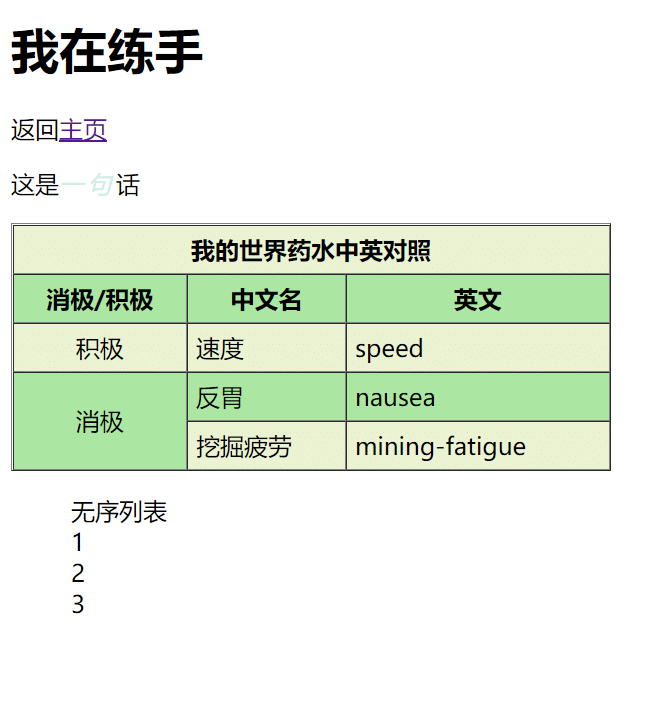 我在练手
返回主页
这是一句话
我的世界药水中英对照
消极/积极 中文名 英文
积极 速度 speed
消极 反胃 nausea
挖掘疲劳 mining-fatigue
无序列表
1
2
3